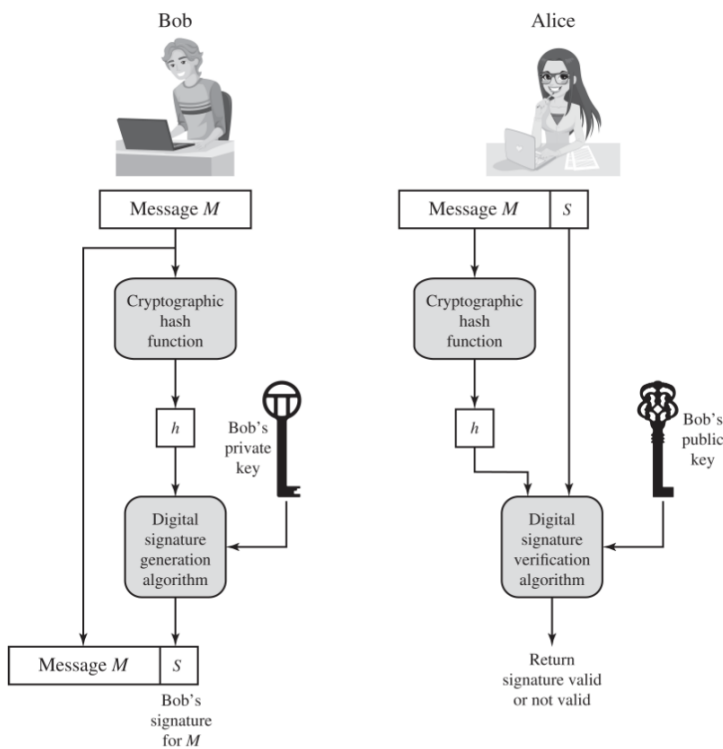 Bob
Message M
Cryptographic
hash
function
h
Bob's
private
key
Digital
signature
generation
algorithm
Message M
S
Bob's
signature
for M
Alice
Message M
S
Cryptographic
hash
function
h
Bob's
public
key
Digital
signature
verification
algorithm
Return
signature valid
or not valid